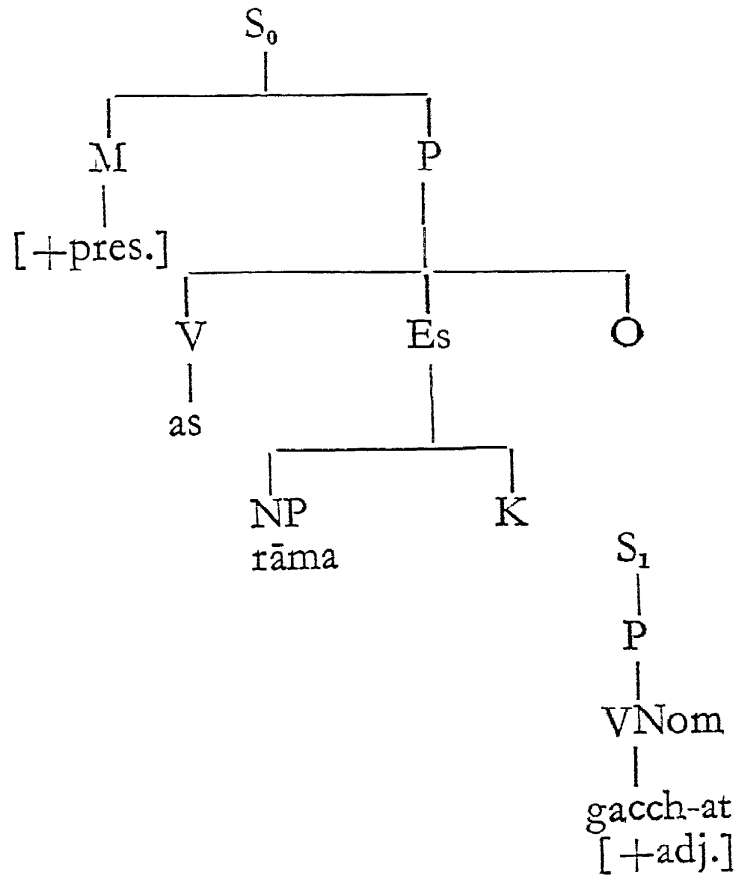 S₀
M P
[+pres.]
V Es O
as
NP K
rāma
S₁
P
VNom
gacch-at
[+adj.]